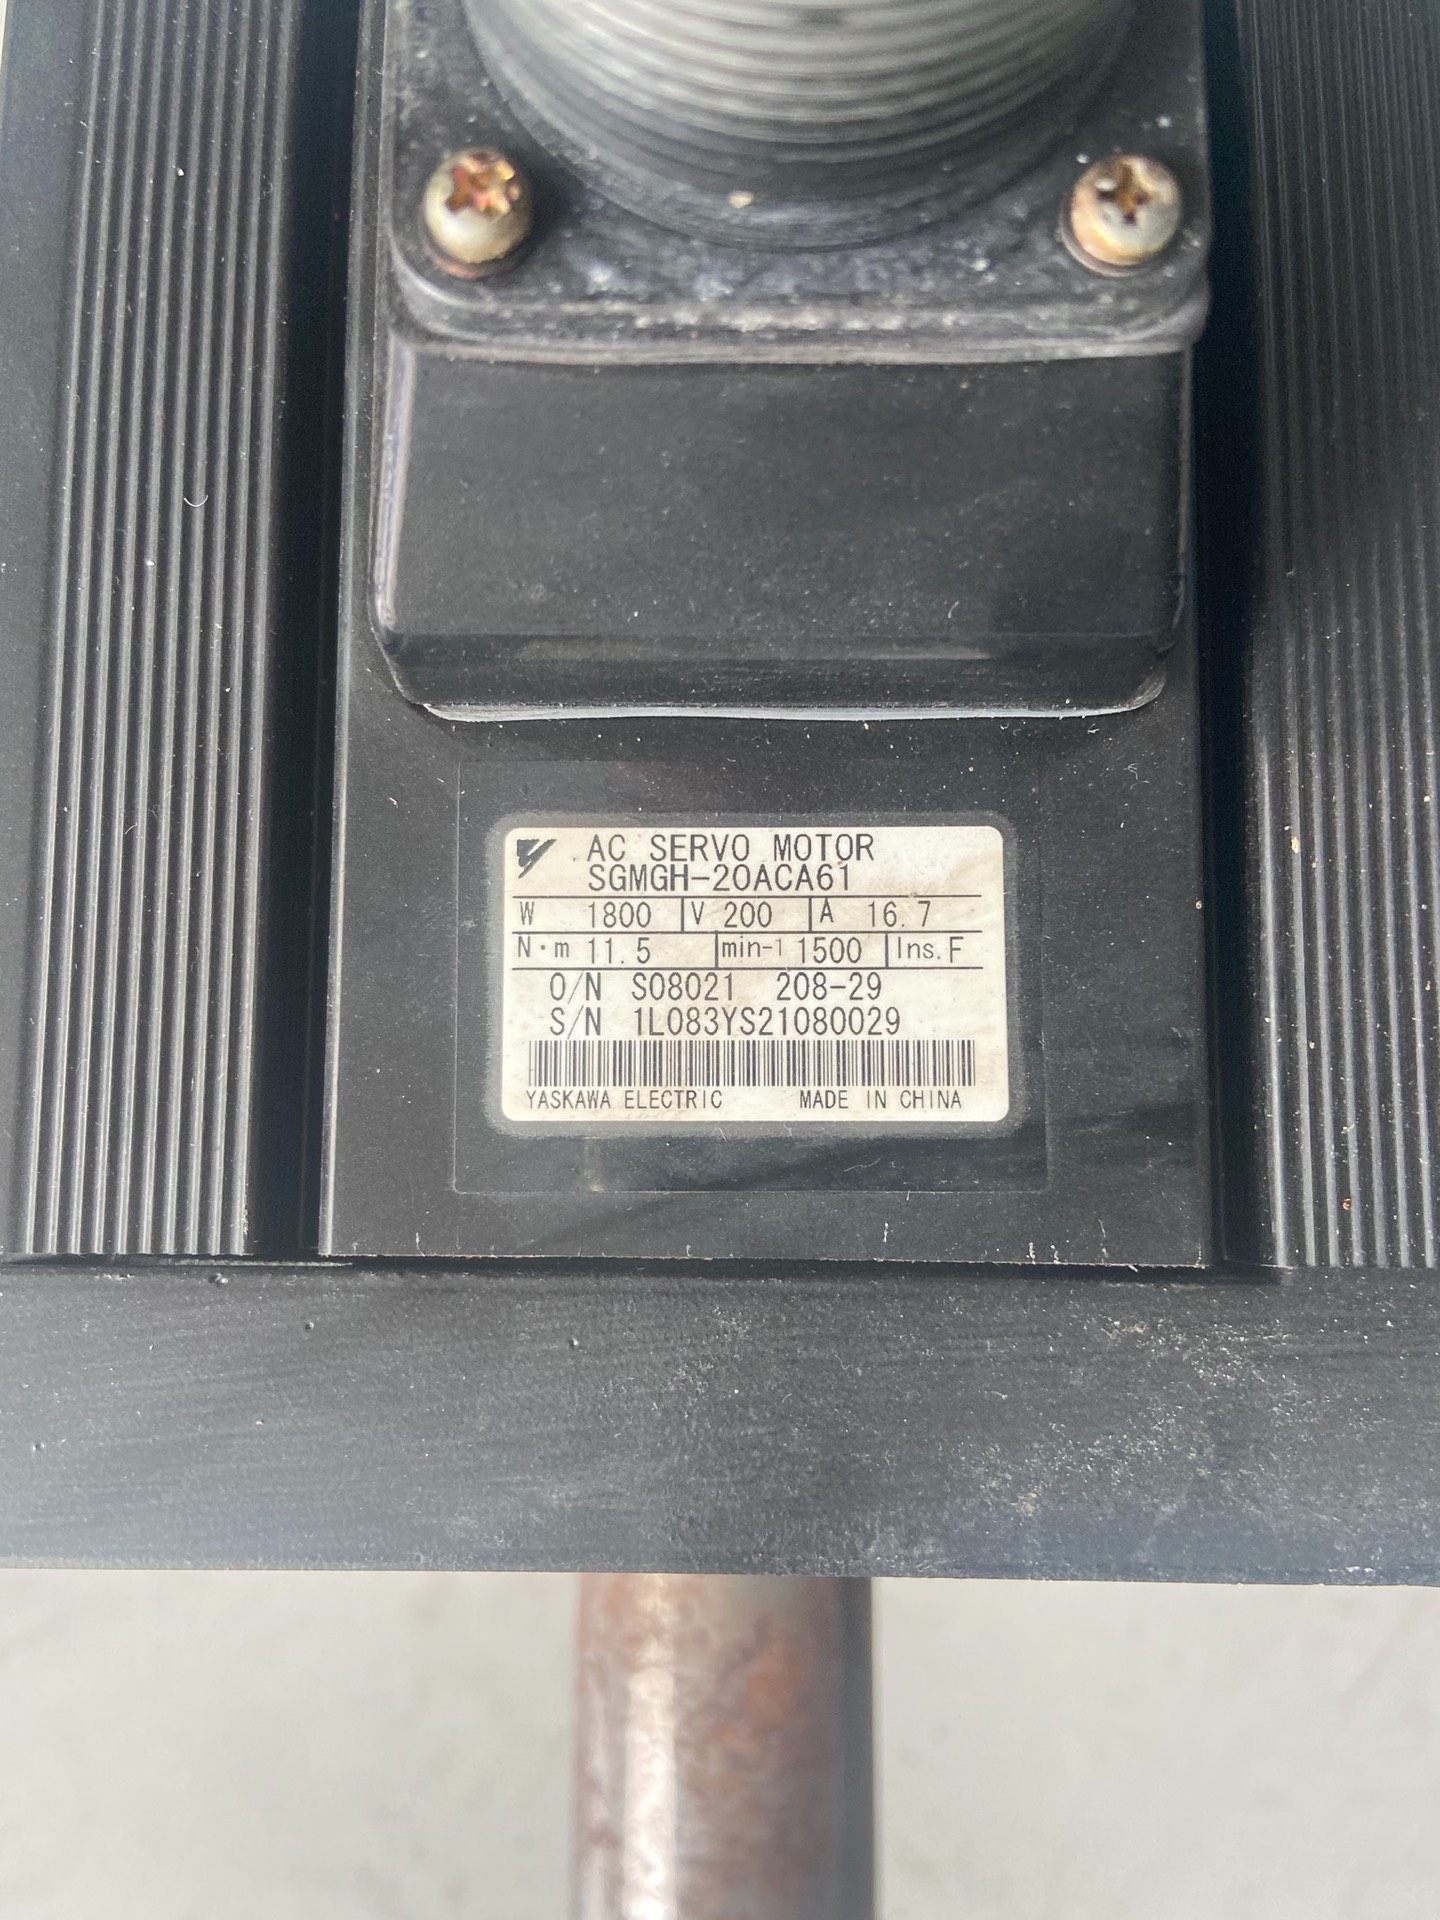 AC SERVO MOTOR
SGMGH-20ACA61
W 1800 V 200 A 16.7
N·m 11.5 min-1 1500 Ins. F
O/N S08021 208-29
S/N 1L083YS21080029
YASKAWA ELECTRIC MADE IN CHINA